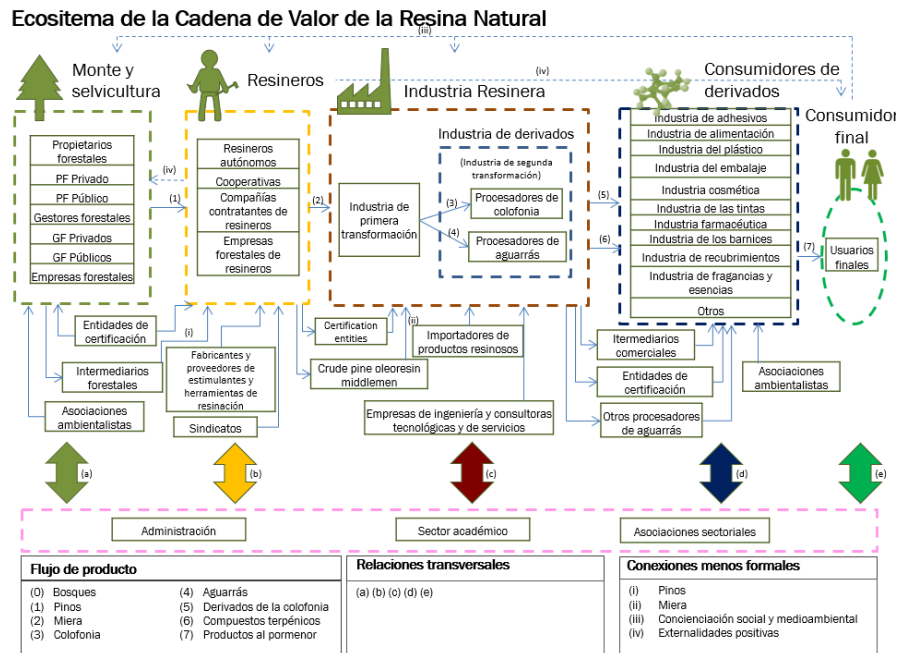 Ecositema de la Cadena de Valor de la Resina Natural
(iii)
Monte y
selvicultura
Resineros
(iv)
Industria Resinera
Consumidores de
derivados
Consumidor
final
Propietarios
forestales
PF Privado
PF Público
Gestores forestales
GF Privados
GF Públicos
Empresas forestales
(iv)
(1)
Resineros
autónomos
Cooperativas
Compañías
contratantes de
resineros
Empresas
forestales de
resineros
(2)
Industria de
primera
transformación
Industria de derivados
(Industria de segunda
transformación)
(3)
Procesadores de
colofonia
(4)
Procesadores de
aguarrás
(5)
(6)
Industria de adhesivos
Industria de alimentación
Industria del plástico
Industria del embalaje
Industria cosmética
Industria de las tintas
Industria farmacéutica
Industria de los barnices
Industria de recubrimientos
Industria de fragancias y
esencias
Otros
(7)
Usuarios
finales
Entidades de
certificación
(i)
Intermediarios
forestales
Asociaciones
ambientalistas
Fabricantes y
proveedores de
estimulantes y
herramientas de
resinación
Sindicatos
Certification
entities
(ii)
Crude pine oleoresin
middlemen
Importadores de
productos resinosos
Empresas de ingeniería y consultoras
tecnológicas y de servicios
Itermediarios
comerciales
Entidades de
certificación
Otros procesadores
de aguarrás
Asociaciones
ambientalistas
(a)
(b)
(c)
(d)
(e)
Administración
Sector académico
Asociaciones sectoriales
Flujo de producto
(0) Bosques
(1) Pinos
(2) Miera
(3) Colofonia
(4) Aguarrás
(5) Derivados de la colofonia
(6) Compuestos terpénicos
(7) Productos al pormenor
Relaciones transversales
(a) (b) (c) (d) (e)
Conexiones menos formales
(i) Pinos
(ii) Miera
(iii) Concienciación social y medioambiental
(iv) Externalidades positivas